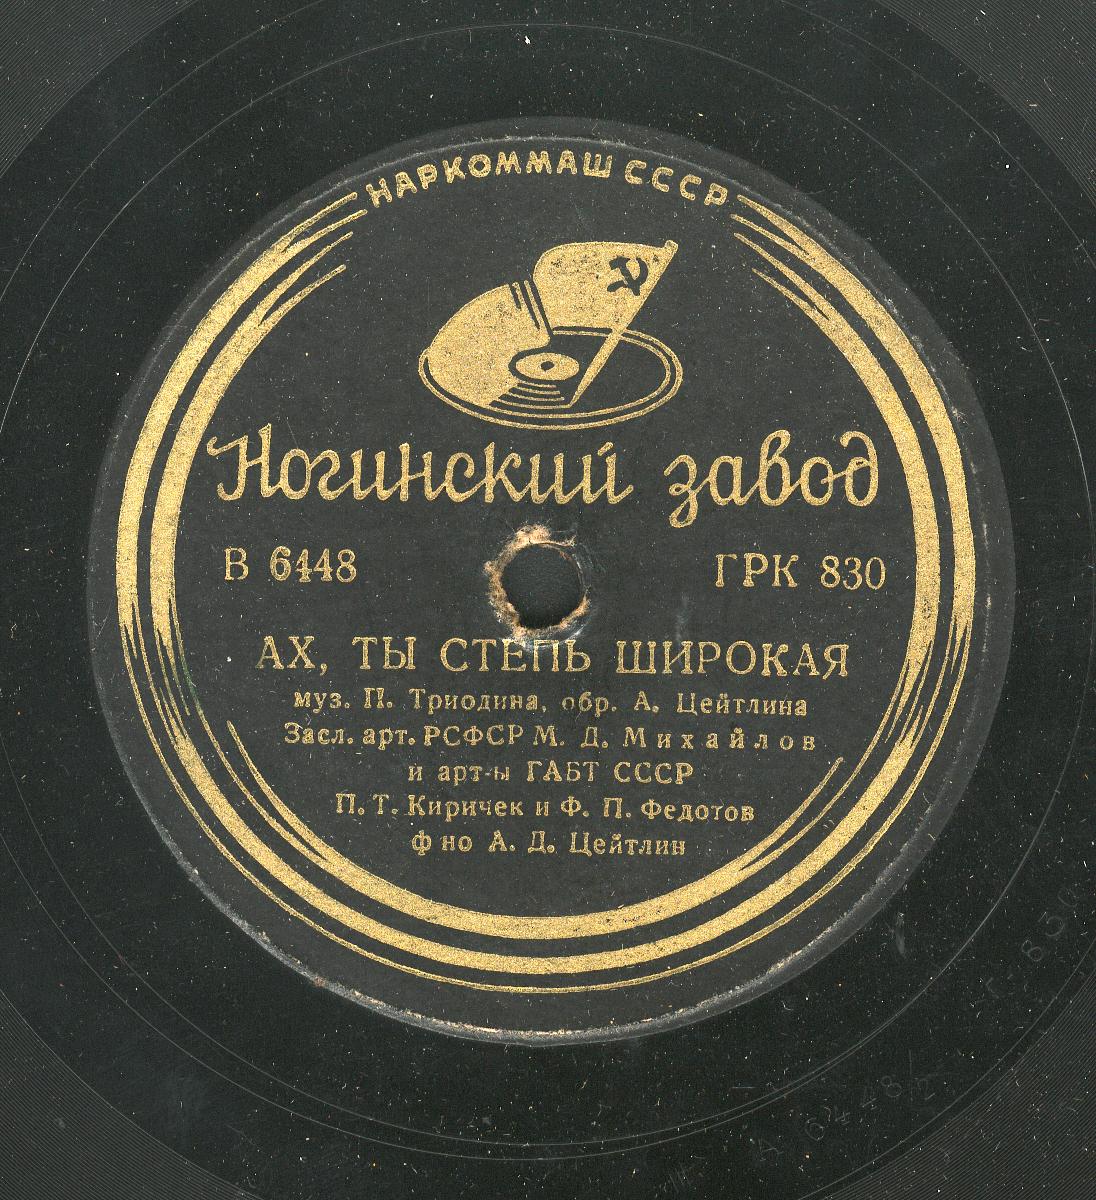 НАРКОММАШ СССР
Ногинский завод
В 6448 ГРК 830
АХ, ТЫ СТЕПЬ ШИРОКАЯ
муз. П. Триодина, обр. А. Цейтлина
Засл. арт. РСФСР М. Д. Михайлов
и арт-ы ГАБТ СССР
П. Т. Киричек и Ф. П. Федотов
ф но А. Д. Цейтлин